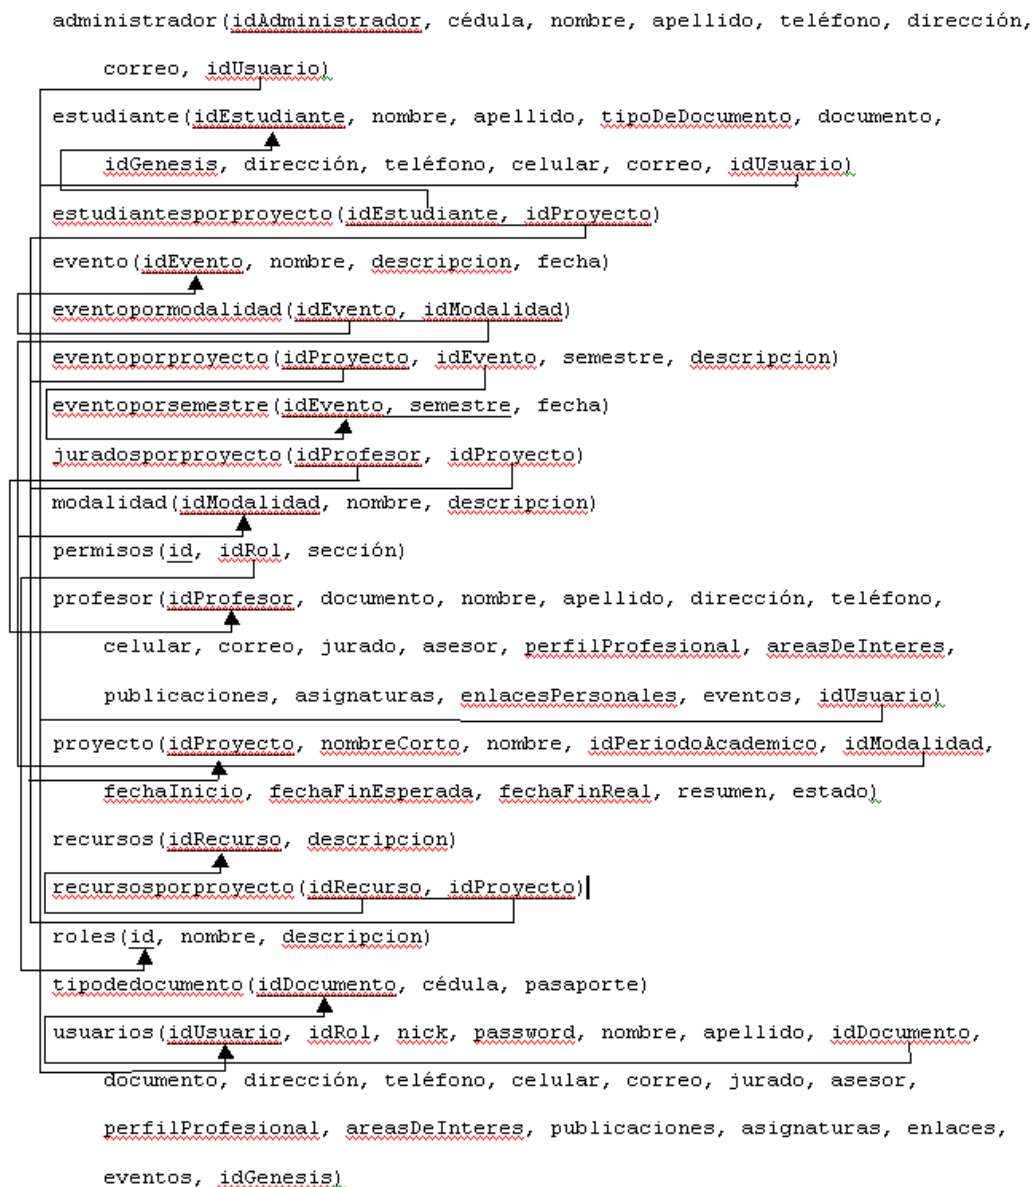 administrador(idAdministrador, cédula, nombre, apellido, teléfono, dirección,
correo, idUsuario)
estudiante(idEstudiante, nombre, apellido, tipoDeDocumento, documento,
idGenesis, dirección, teléfono, celular, correo, idUsuario)
estudiantesporproyecto(idEstudiante, idProyecto)
evento(idEvento, nombre, descripcion, fecha)
eventopormodalidad(idEvento, idModalidad)
eventoporproyecto(idProyecto, idEvento, semestre, descripcion)
eventoporsemestre(idEvento, semestre, fecha)
juradosporproyecto(idProfesor, idProyecto)
modalidad(idModalidad, nombre, descripcion)
permisos(id, idRol, sección)
profesor(idProfesor, documento, nombre, apellido, dirección, teléfono,
celular, correo, jurado, asesor, perfilProfesional, areasDeInteres,
publicaciones, asignaturas, enlacesPersonales, eventos, idUsuario)
proyecto(idProyecto, nombreCorto, nombre, idPeriodoAcademico, idModalidad,
fechaInicio, fechaFinEsperada, fechaFinReal, resumen, estado)
recursos(idRecurso, descripcion)
recursosporproyecto(idRecurso, idProyecto)
roles(id, nombre, descripcion)
tipodedocumento(idDocumento, cédula, pasaporte)
usuarios(idUsuario, idRol, nick, password, nombre, apellido, idDocumento,
documento, dirección, teléfono, celular, correo, jurado, asesor,
perfilProfesional, areasDeInteres, publicaciones, asignaturas, enlaces,
eventos, idGenesis)